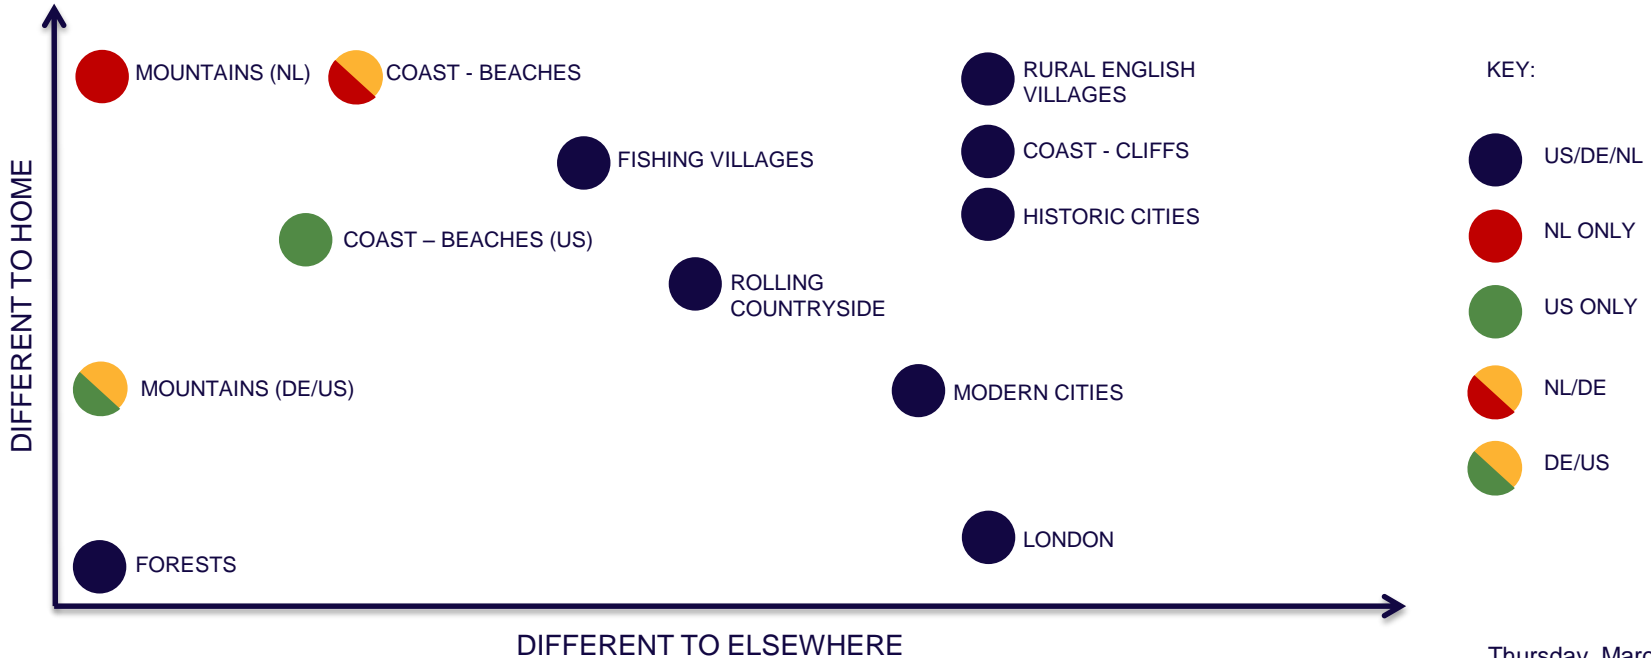 DIFFERENT TO HOME
MOUNTAINS (NL)
COAST - BEACHES
RURAL ENGLISH
VILLAGES
FISHING VILLAGES
COAST - CLIFFS
HISTORIC CITIES
COAST – BEACHES (US)
ROLLING
COUNTRYSIDE
MOUNTAINS (DE/US)
MODERN CITIES
LONDON
FORESTS
DIFFERENT TO ELSEWHERE
KEY:
US/DE/NL
NL ONLY
US ONLY
NL/DE
DE/US
Thursday, Marc